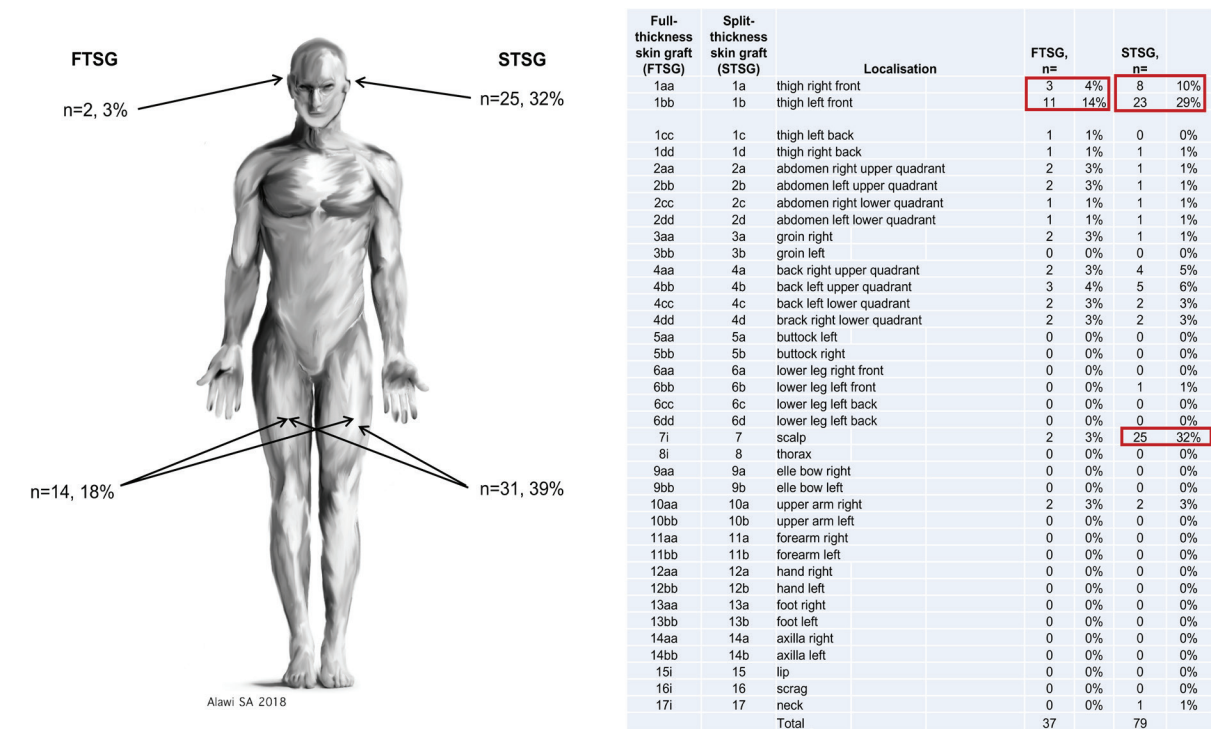 FTSG
STSG
n=2, 3%
n=25, 32%
n=14, 18%
n=31, 39%
Alawi SA 2018
Full-thickness skin graft (FTSG) Split-thickness skin graft (STSG) Localisation FTSG, n= STSG, n=
1aa 1a thigh right front 3 4% 8 10%
1bb 1b thigh left front 11 14% 23 29%
1cc 1c thigh left back 1 1% 0 0%
1dd 1d thigh right back 1 1% 1 1%
2aa 2a abdomen right upper quadrant 2 3% 1 1%
2bb 2b abdomen left upper quadrant 2 3% 1 1%
2cc 2c abdomen right lower quadrant 1 1% 1 1%
2dd 2d abdomen left lower quadrant 1 1% 1 1%
3aa 3a groin right 2 3% 1 1%
3bb 3b groin left 0 0% 0 0%
4aa 4a back right upper quadrant 2 3% 4 5%
4bb 4b back left upper quadrant 3 4% 5 6%
4cc 4c back left lower quadrant 2 3% 2 3%
4dd 4d brack right lower quadrant 2 3% 2 3%
5aa 5a buttock left 0 0% 0 0%
5bb 5b buttock right 0 0% 0 0%
6aa 6a lower leg right front 0 0% 0 0%
6bb 6b lower leg left front 0 0% 1 1%
6cc 6c lower leg left back 0 0% 0 0%
6dd 6d lower leg left back 0 0% 0 0%
7i 7 scalp 2 3% 25 32%
8i 8 thorax 0 0% 0 0%
9aa 9a elle bow right 0 0% 0 0%
9bb 9b elle bow left 0 0% 0 0%
10aa 10a upper arm right 2 3% 2 3%
10bb 10b upper arm left 0 0% 0 0%
11aa 11a forearm right 0 0% 0 0%
11bb 11b forearm left 0 0% 0 0%
12aa 12a hand right 0 0% 0 0%
12bb 12b hand left 0 0% 0 0%
13aa 13a foot right 0 0% 0 0%
13bb 13b foot left 0 0% 0 0%
14aa 14a axilla right 0 0% 0 0%
14bb 14b axilla left 0 0% 0 0%
15i 15 lip 0 0% 0 0%
16i 16 scrag 0 0% 0 0%
17i 17 neck 0 0% 1 1%
Total 37 79